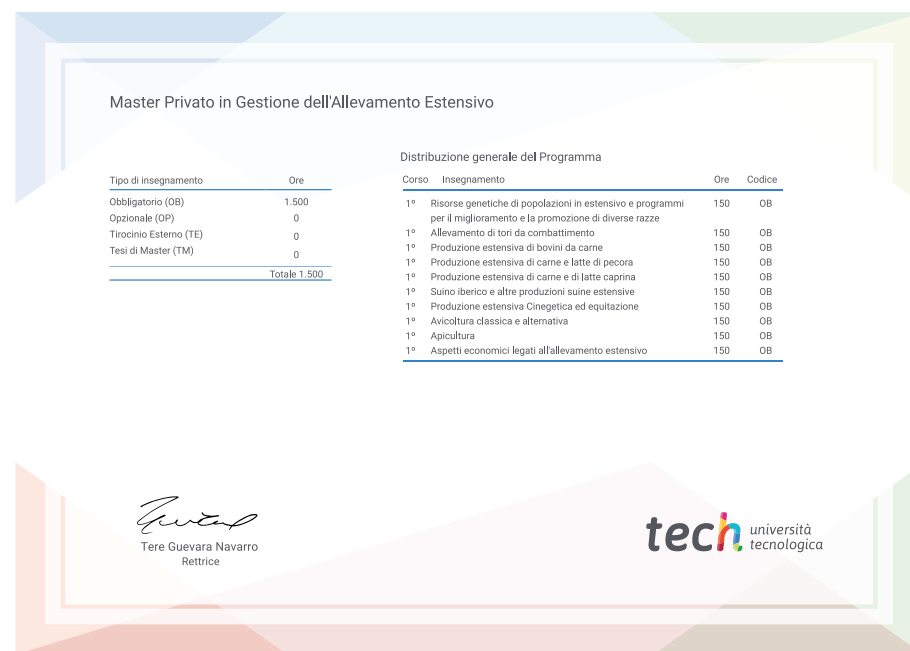 Master Privato in Gestione dell'Allevamento Estensivo
Tipo di insegnamento Ore
Obbligatorio (OB) 1.500
Opzionale (OP) 0
Tirocinio Esterno (TE) 0
Tesi di Master (TM) 0
Totale 1.500
Distribuzione generale del Programma
Corso Insegnamento Ore Codice
1º Risorse genetiche di popolazioni in estensivo e programmi 150 OB
per il miglioramento e la promozione di diverse razze
1º Allevamento di tori da combattimento 150 OB
1º Produzione estensiva di bovini da carne 150 OB
1º Produzione estensiva di carne e latte di pecora 150 OB
1º Produzione estensiva di carne e di latte caprina 150 OB
1º Suino iberico e altre produzioni suine estensive 150 OB
1º Produzione estensiva Cinegetica ed equitazione 150 OB
1º Avicoltura classica e alternativa 150 OB
1º Apicultura 150 OB
1º Aspetti economici legati all'allevamento estensivo 150 OB
Tere Guevara Navarro
Rettrice
tech università
tecnologica